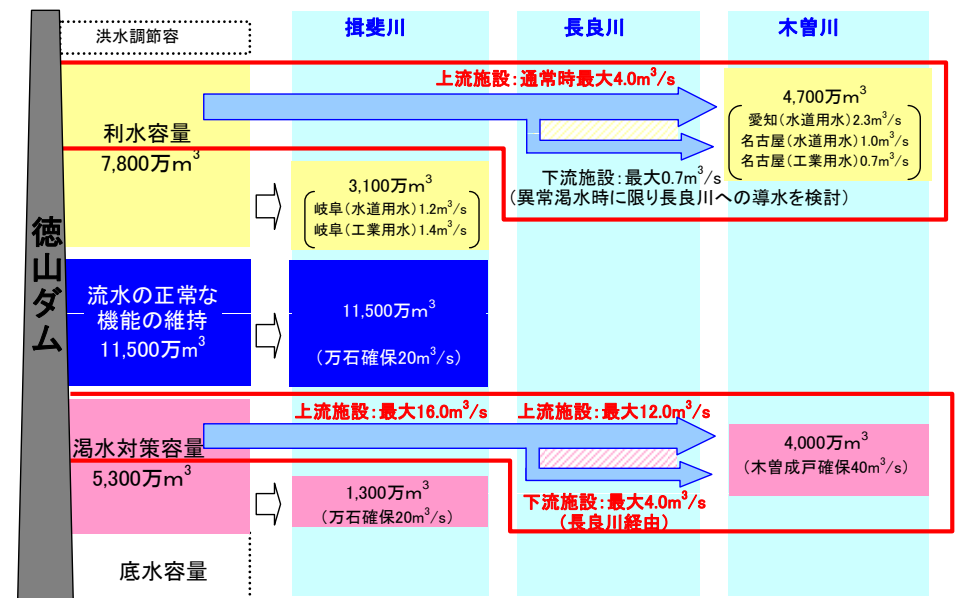 徳山ダム
洪水調節容
揖斐川
長良川
木曽川
上流施設:通常時最大4.0m³/s
利水容量
7,800万m³
4,700万m³
愛知(水道用水)2.3m³/s
名古屋(水道用水)1.0m³/s
名古屋(工業用水)0.7m³/s
下流施設:最大0.7m³/s
(異常渇水時に限り長良川への導水を検討)
3,100万m³
岐阜(水道用水)1.2m³/s
岐阜(工業用水)1.4m³/s
流水の正常な
機能の維持
11,500万m³
11,500万m³
(万石確保20m³/s)
上流施設:最大16.0m³/s
上流施設:最大12.0m³/s
渇水対策容量
5,300万m³
4,000万m³
(木曽成戸確保40m³/s)
1,300万m³
(万石確保20m³/s)
下流施設:最大4.0m³/s
(長良川経由)
底水容量